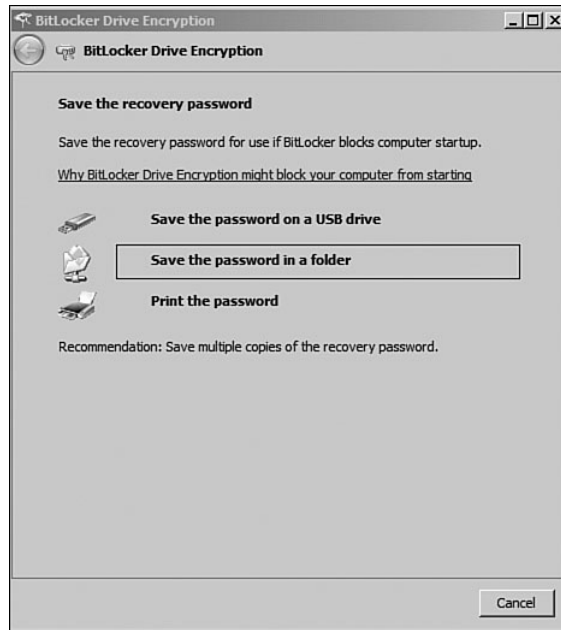 BitLocker Drive Encryption
BitLocker Drive Encryption
Save the recovery password
Save the recovery password for use if BitLocker blocks computer startup.
Why BitLocker Drive Encryption might block your computer from starting
Save the password on a USB drive
Save the password in a folder
Print the password
Recommendation: Save multiple copies of the recovery password.
Cancel